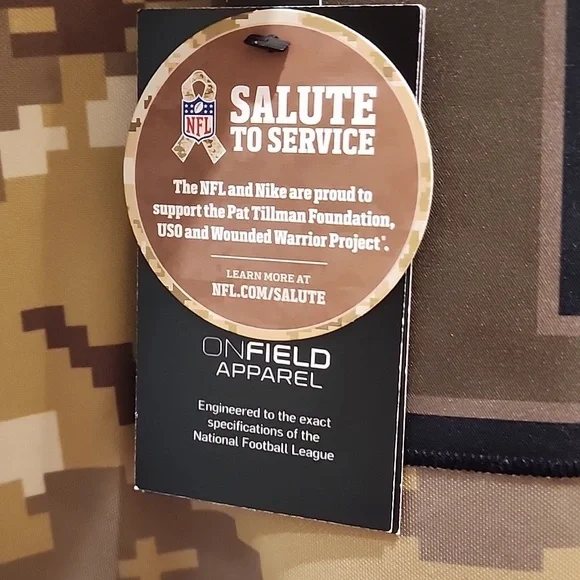 NFL
SALUTE
TO SERVICE
The NFL and Nike are proud to
support the Pat Tillman Foundation,
USO and Wounded Warrior Project®.
LEARN MORE AT
NFL.COM/SALUTE
ONFIELD
APPAREL
Engineered to the exact
specifications of the
National Football League